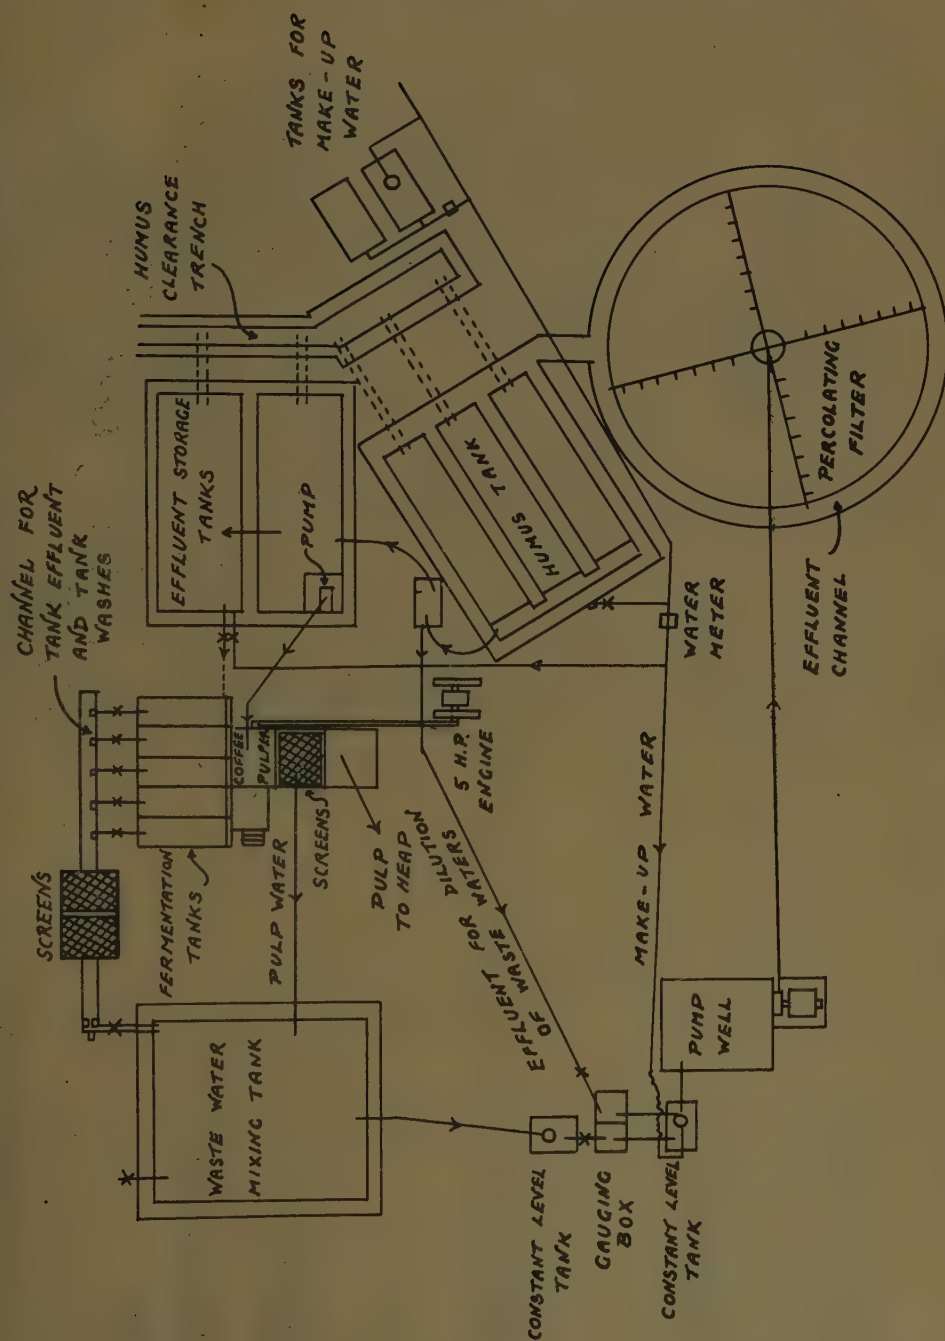 TANKS FOR
MAKE-UP
WATER
HUMUS
CLEARANCE
TRENCH
CHANNEL FOR
TANK EFFLUENT
AND TANK
WASHES
EFFLUENT STORAGE
TANKS
PUMP
HUMUS TANK
PERCOLATING
FILTER
EFFLUENT
CHANNEL
WATER
METER
SCREENS
FERMENTATION
TANKS
COFFEE
PULPER
SCREENS
5 H.P.
ENGINE
PULP WATER
PULP
TO HEAP
EFFLUENT FOR DILUTION
OF WASTE WATERS
MAKE-UP WATER
WASTE WATER
MIXING TANK
PUMP
WELL
CONSTANT LEVEL
TANK
GAUGING
BOX
CONSTANT LEVEL
TANK